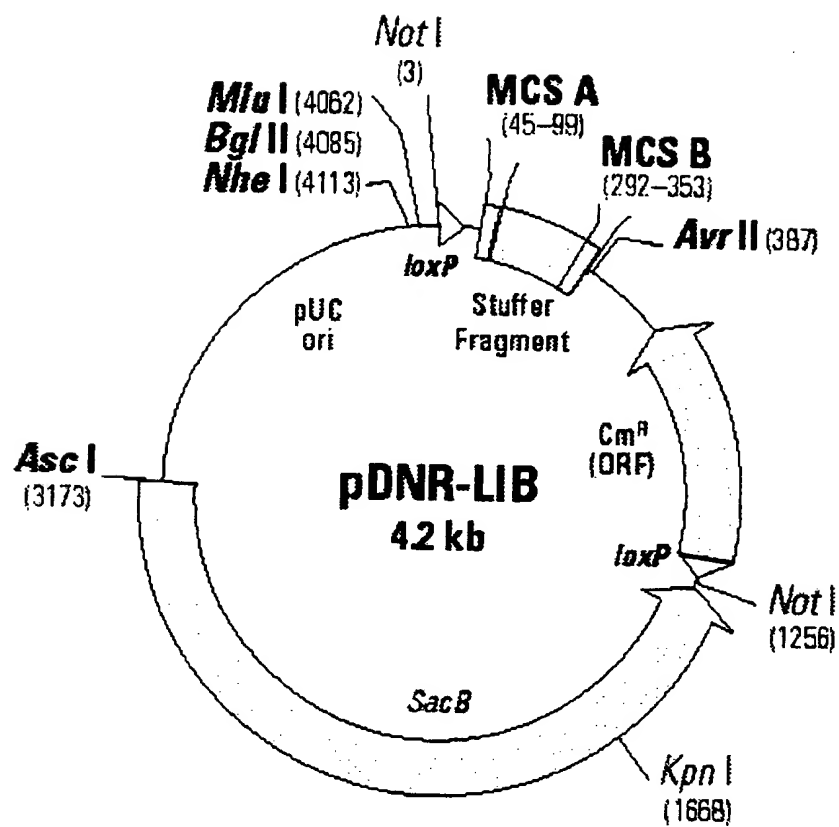 Not I
(3)
Mlu I (4062)
Bgl II (4085)
Nhe I (4113)
MCS A
(45–99)
MCS B
(292–353)
Avr II (387)
loxP
Stuffer
Fragment
pUC
ori
CmR
(ORF)
Asc I
(3173)
pDNR-LIB
4.2 kb
loxP
Not I
(1256)
SacB
Kpn I
(1668)